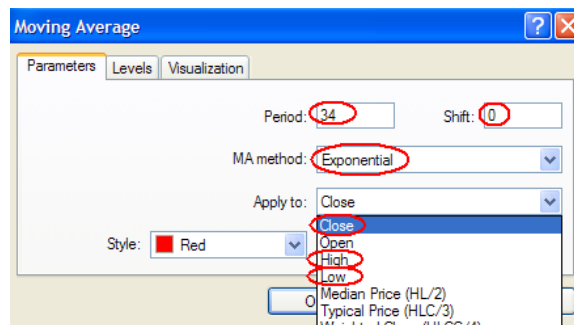 Moving Average
Parameters Levels Visualization
Period: 34 Shift: 0
MA method: Exponential
Apply to: Close
Close
Style: Red Open
High
Low
Median Price (HL/2)
Typical Price (HLC/3)